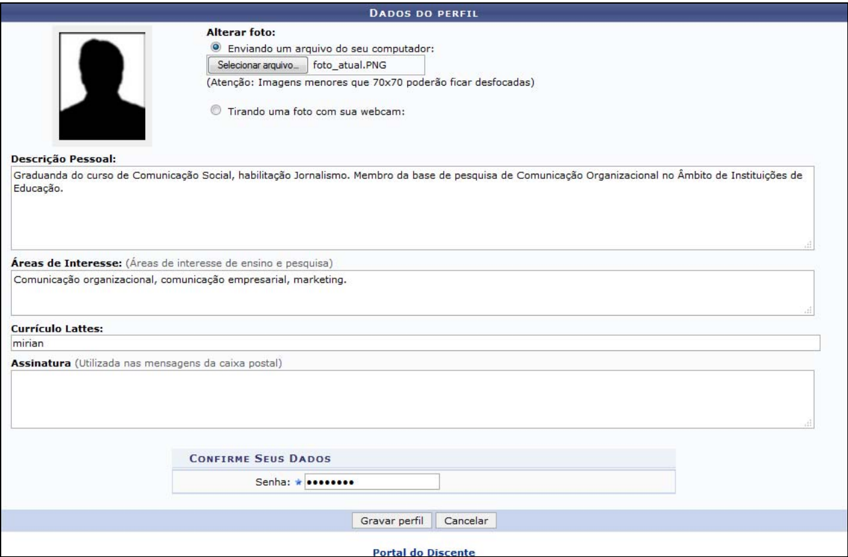 DADOS DO PERFIL
Alterar foto:
Enviando um arquivo do seu computador:
Selecionar arquivo... foto_atual.PNG
(Atenção: Imagens menores que 70x70 poderão ficar desfocadas)
Tirando uma foto com sua webcam:
Descrição Pessoal:
Graduanda do curso de Comunicação Social, habilitação Jornalismo. Membro da base de pesquisa de Comunicação Organizacional no Âmbito de Instituições de
Educação.
Áreas de Interesse: (Áreas de interesse de ensino e pesquisa)
Comunicação organizacional, comunicação empresarial, marketing.
Currículo Lattes:
mirian
Assinatura (Utilizada nas mensagens da caixa postal)
CONFIRME SEUS DADOS
Senha: ★ ••••••••
Gravar perfil Cancelar
Portal do Discente